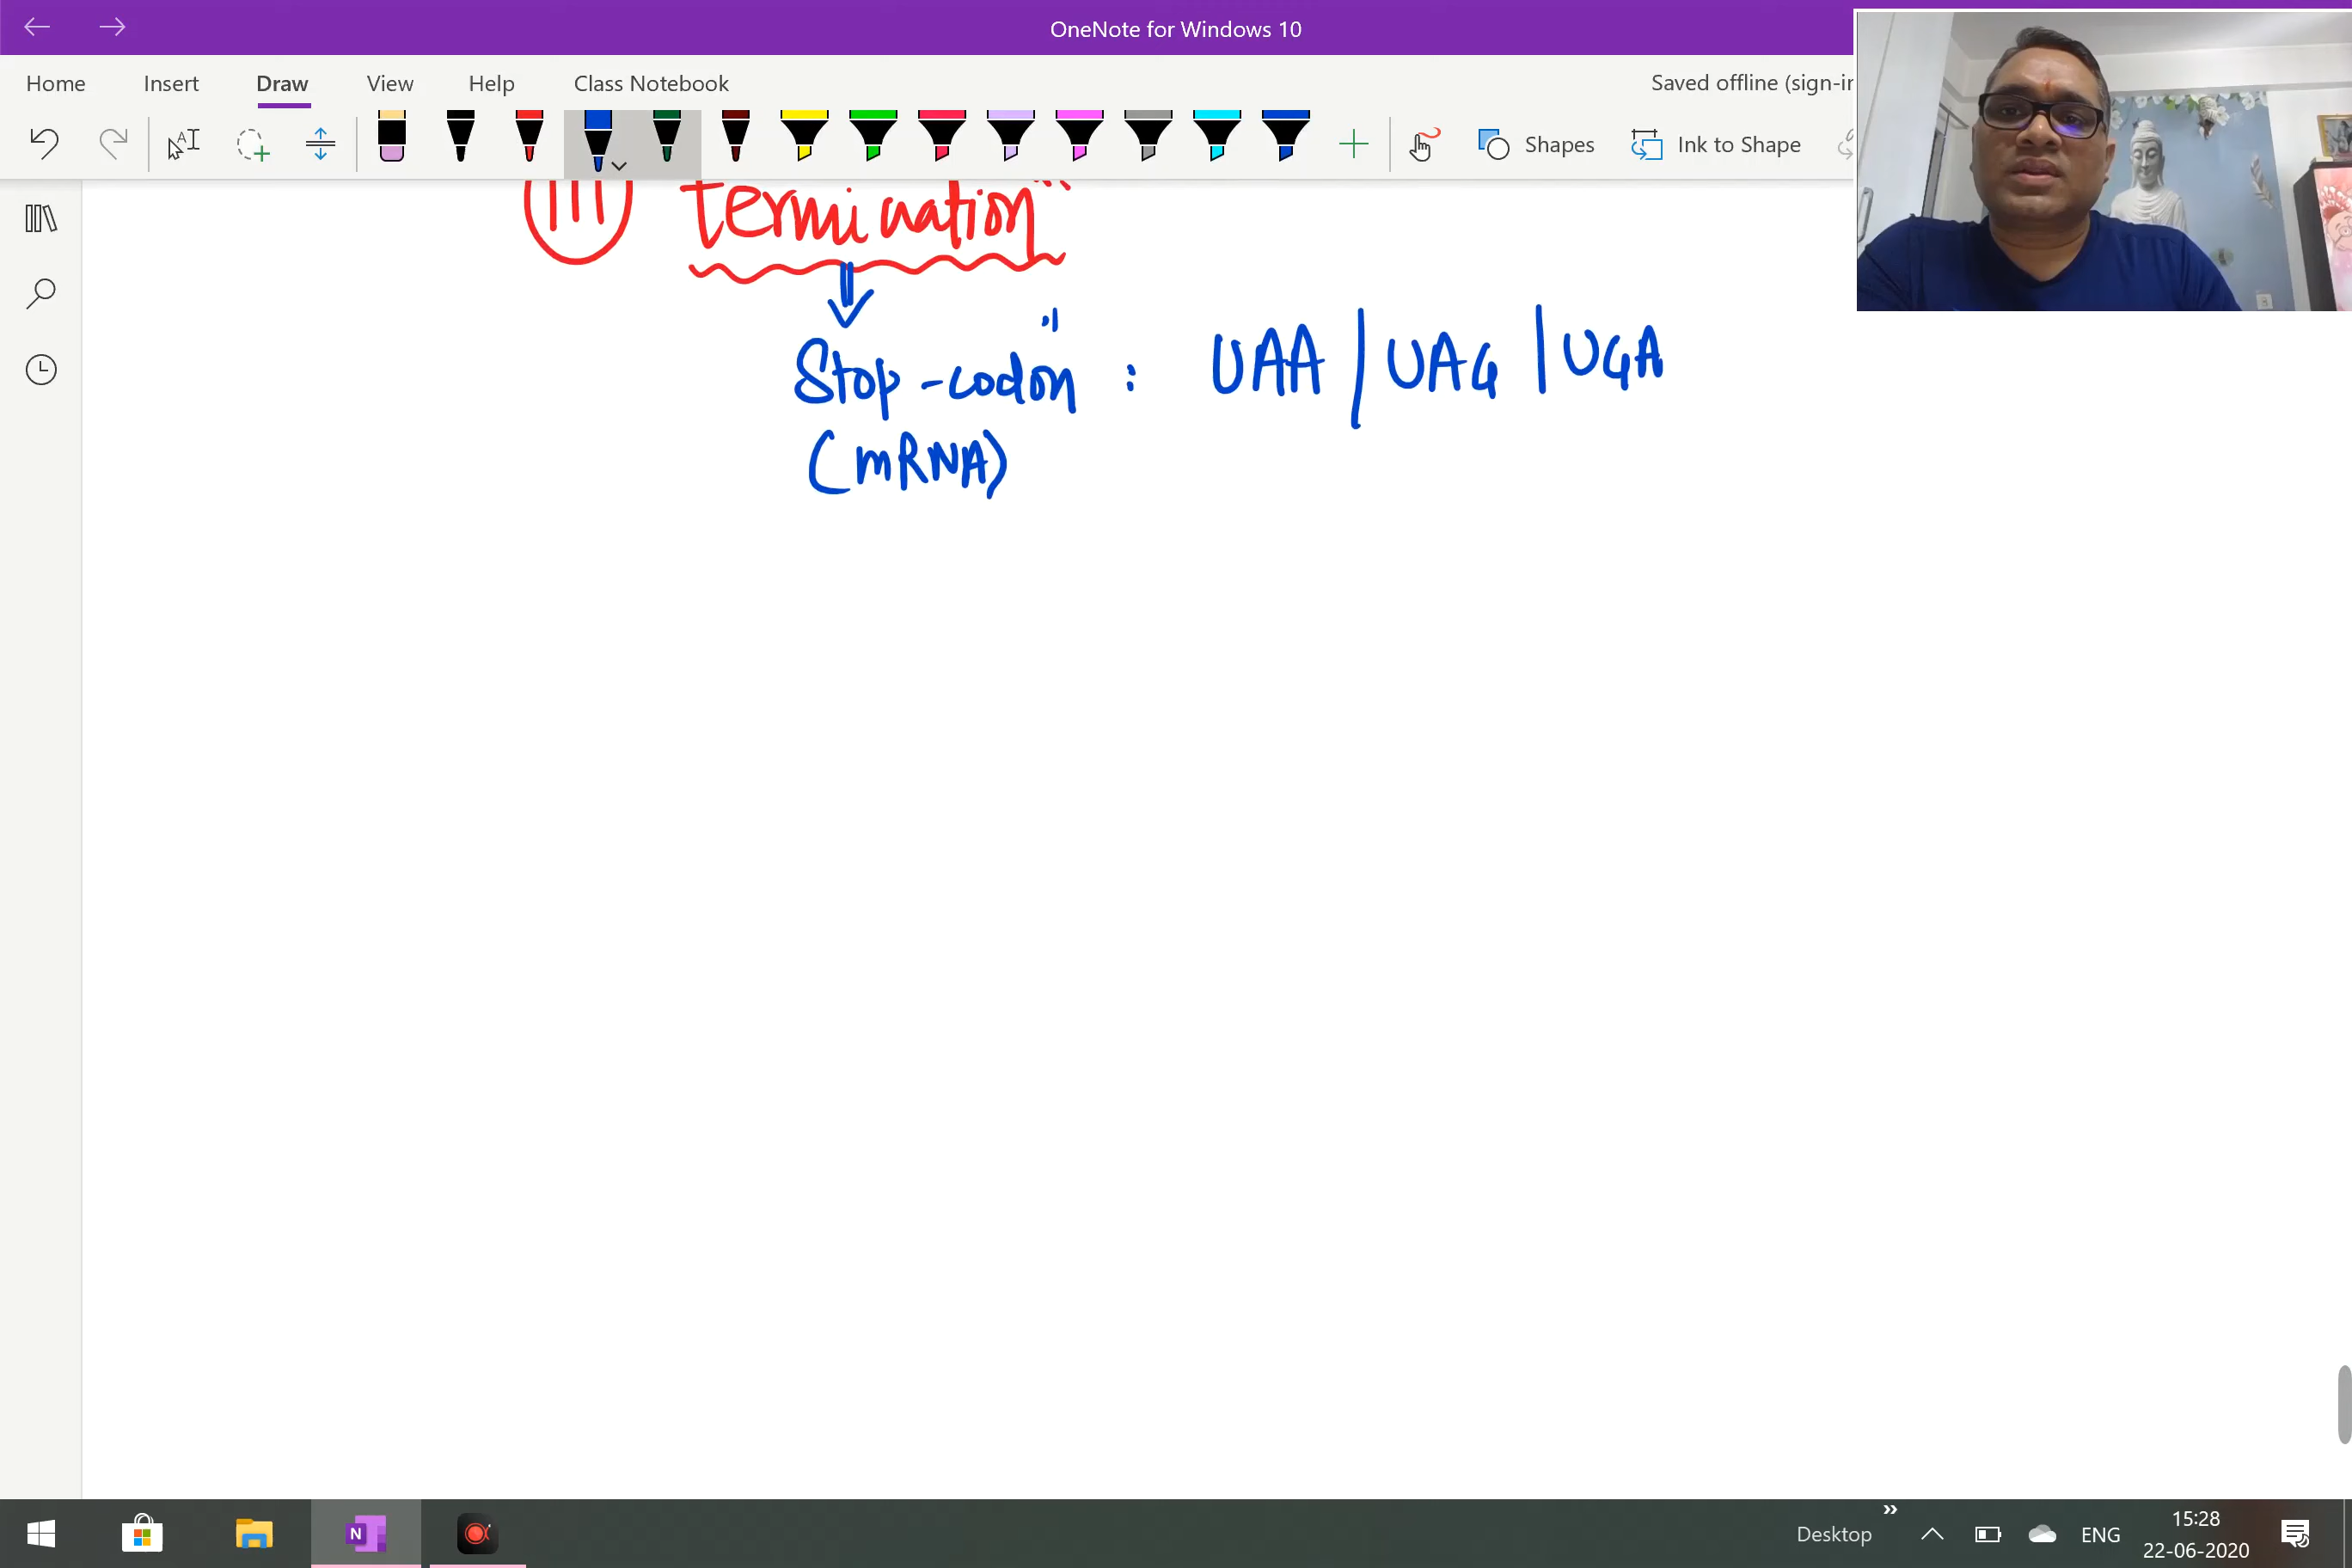 OneNote for Windows 10
Home Insert Draw View Help Class Notebook Saved offline (sign-in
Shapes Ink to Shape
III termination"
Stop-codon" : UAA | UAG | UGA
(mRNA)
Desktop ENG 15:28
22-06-2020